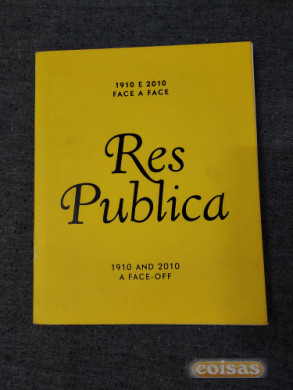 1910 E 2010
FACE A FACE
Res
Publica
1910 AND 2010
A FACE-OFF
coisas